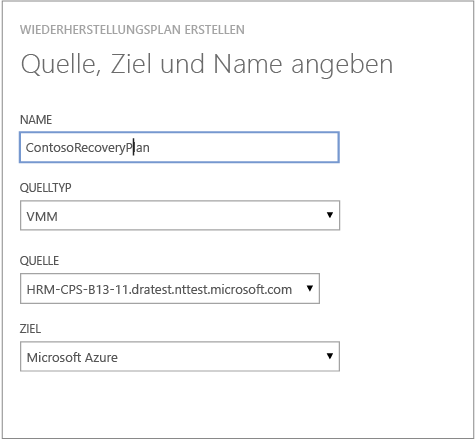 WIEDERHERSTELLUNGSPLAN ERSTELLEN
Quelle, Ziel und Name angeben
NAME
ContosoRecoveryPlan
QUELLTYP
VMM
QUELLE
HRM-CPS-B13-11.dratest.nttest.microsoft.com
ZIEL
Microsoft Azure